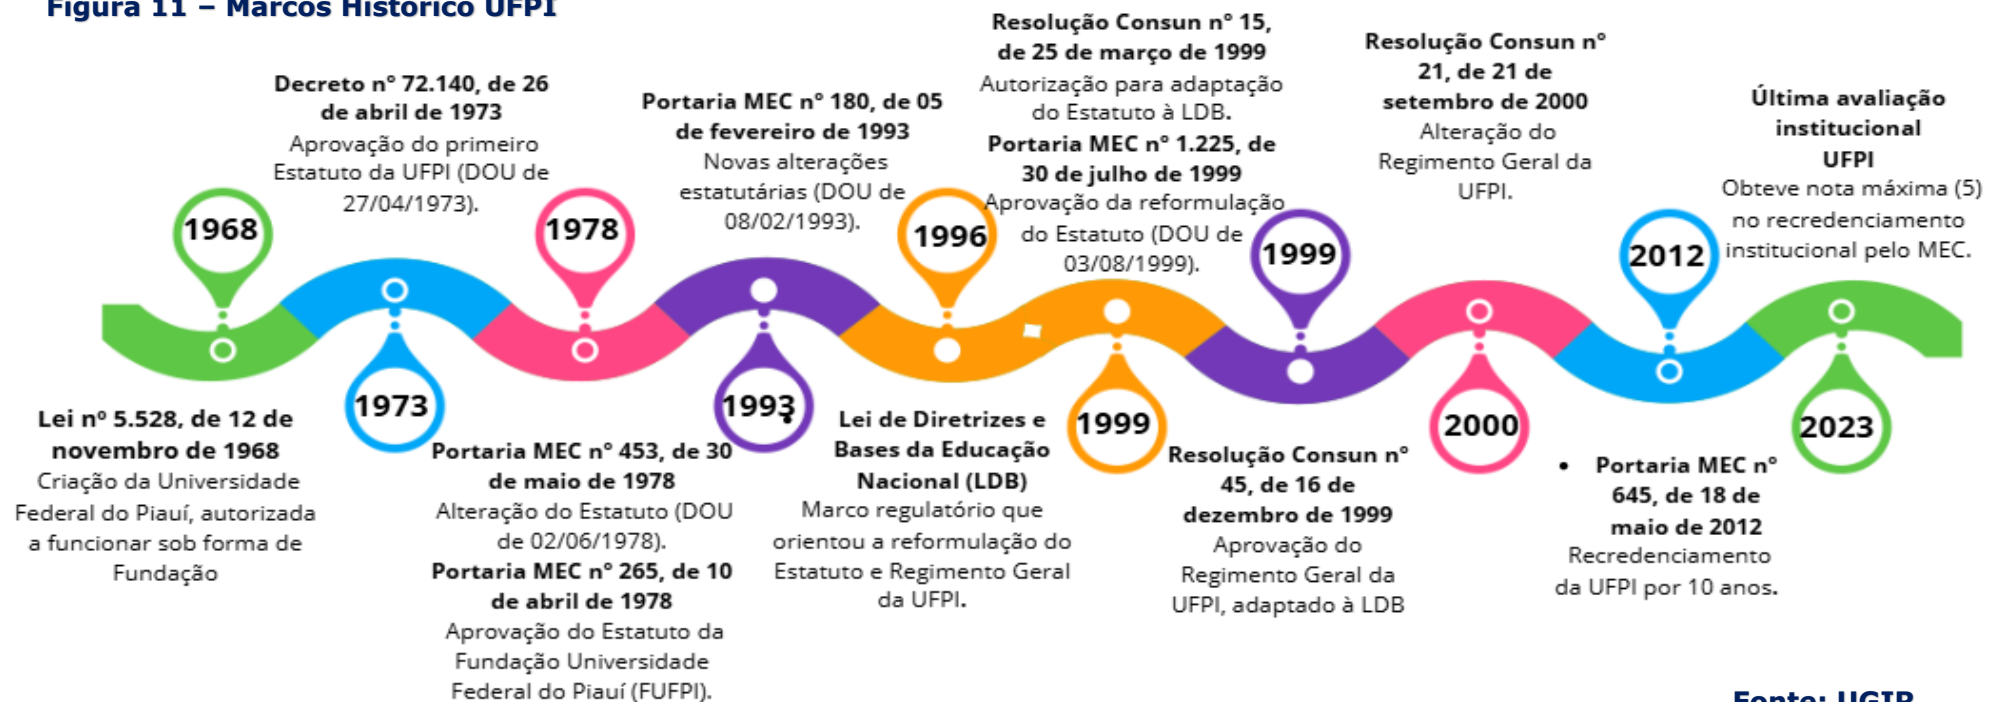 Figura 11 – Marcos Histórico UFPI
1968
Lei nº 5.528, de 12 de
novembro de 1968
Criação da Universidade
Federal do Piauí, autorizada
a funcionar sob forma de
Fundação
Decreto nº 72.140, de 26
de abril de 1973
Aprovação do primeiro
Estatuto da UFPI (DOU de
27/04/1973).
1973
1978
Portaria MEC nº 453, de 30
de maio de 1978
Alteração do Estatuto (DOU
de 02/06/1978).
Portaria MEC nº 265, de 10
de abril de 1978
Aprovação do Estatuto da
Fundação Universidade
Federal do Piauí (FUFPI).
Portaria MEC nº 180, de 05
de fevereiro de 1993
Novas alterações
estatutárias (DOU de
08/02/1993).
1993
1996
Lei de Diretrizes e
Bases da Educação
Nacional (LDB)
Marco regulatório que
orientou a reformulação do
Estatuto e Regimento Geral
da UFPI.
Resolução Consun nº 15,
de 25 de março de 1999
Autorização para adaptação
do Estatuto à LDB.
Portaria MEC nº 1.225, de
30 de julho de 1999
Aprovação da reformulação
do Estatuto (DOU de
03/08/1999).
1999
1999
Resolução Consun nº
45, de 16 de
dezembro de 1999
Aprovação do
Regimento Geral da
UFPI, adaptado à LDB
Resolução Consun nº
21, de 21 de
setembro de 2000
Alteração do
Regimento Geral da
UFPI.
2000
2012
• Portaria MEC nº
645, de 18 de
maio de 2012
Recredenciamento
da UFPI por 10 anos.
Última avaliação
institucional
UFPI
Obteve nota máxima (5)
no recredenciamento
institucional pelo MEC.
2023
Fonte: UGIR